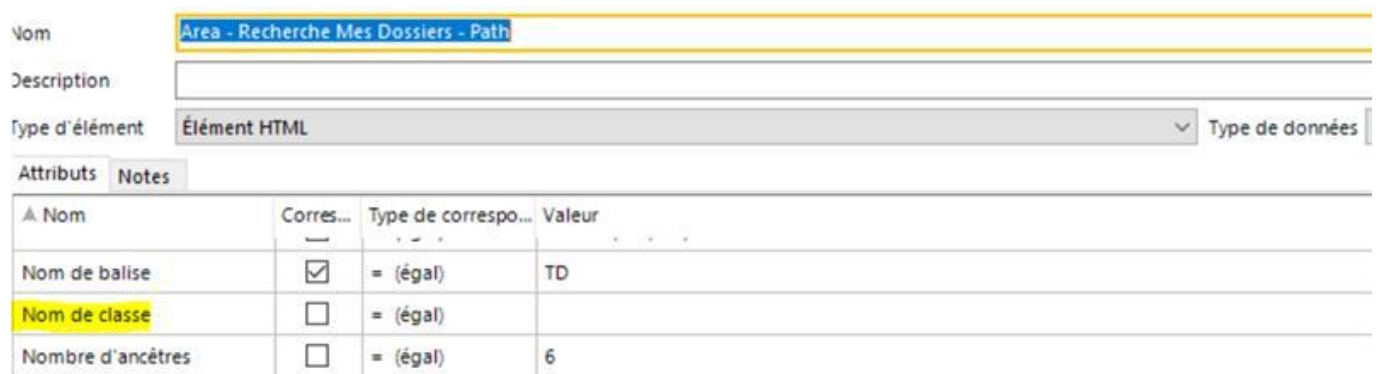 Nom Area - Recherche Mes Dossiers - Path
Description
Type d'élément Élément HTML Type de données
Attributs Notes
Nom Corres... Type de correspo... Valeur
Nom de balise = (égal) TD
Nom de classe = (égal)
Nombre d'ancêtres = (égal) 6